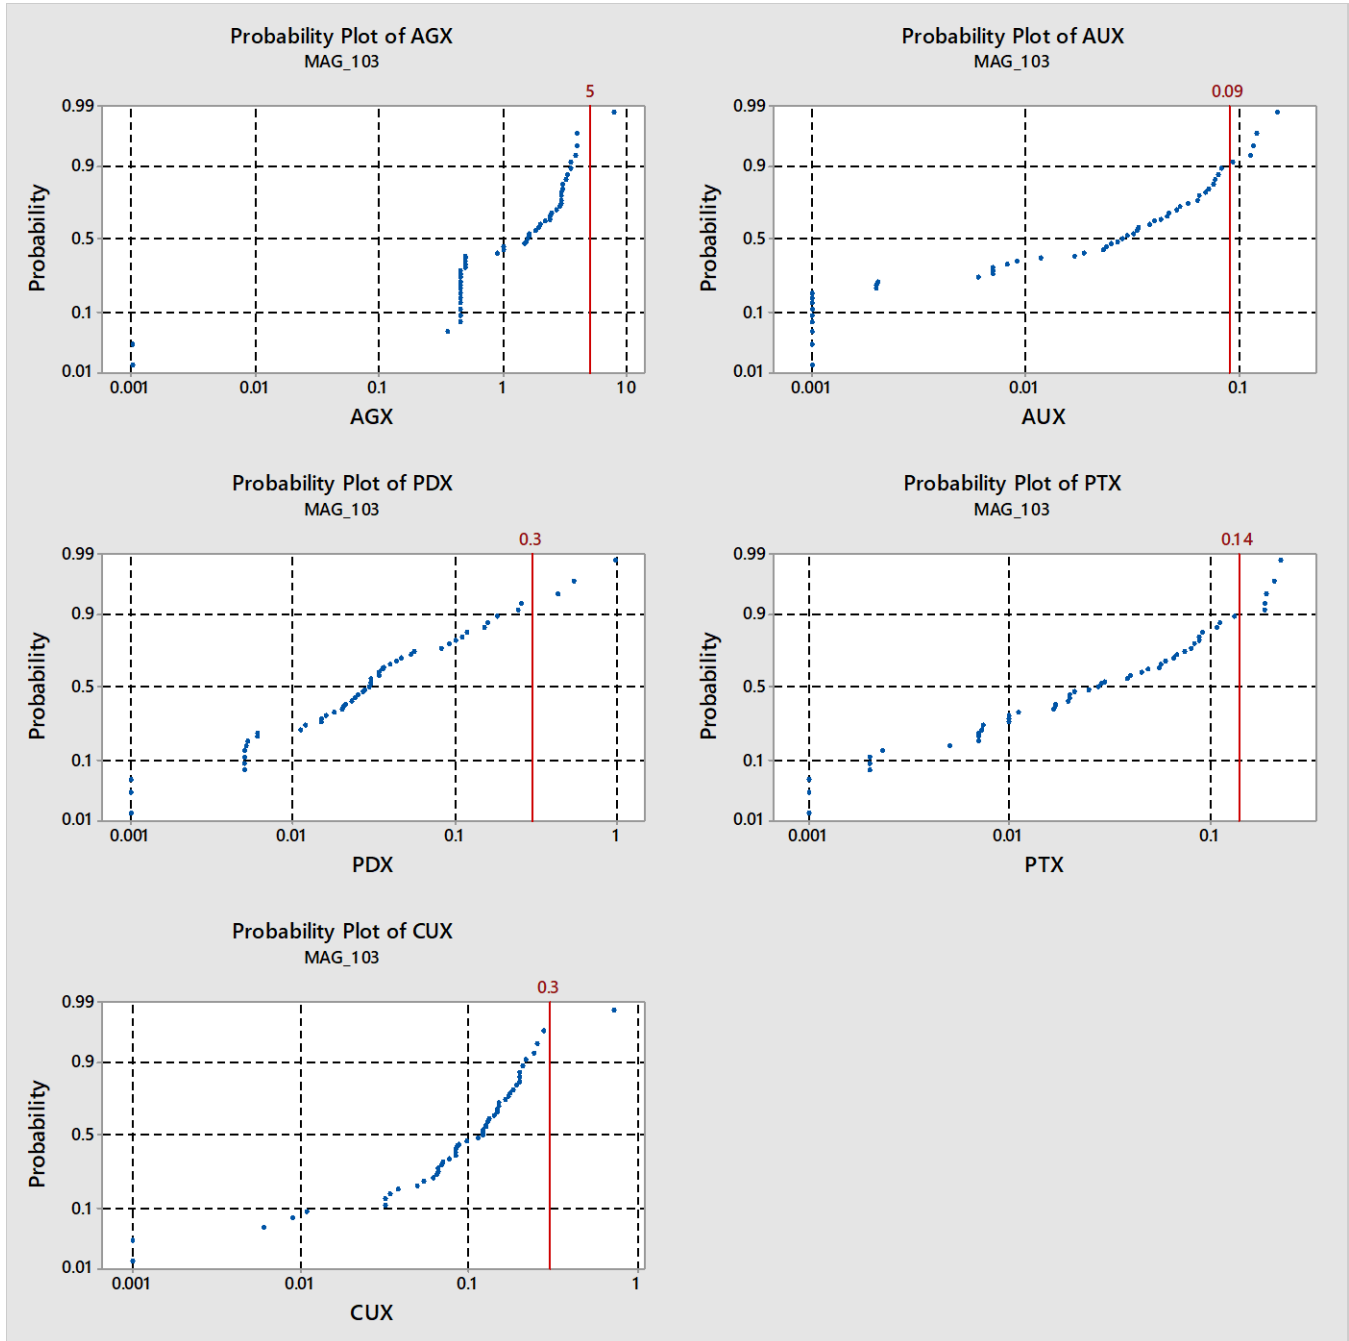 Probability Plot of AGX
MAG_103
5
0.99
0.9
0.5
0.1
0.01
Probability
0.001 0.01 0.1 1 10
AGX
Probability Plot of AUX
MAG_103
0.09
0.99
0.9
0.5
0.1
0.01
Probability
0.001 0.01 0.1
AUX
Probability Plot of PDX
MAG_103
0.3
0.99
0.9
0.5
0.1
0.01
Probability
0.001 0.01 0.1 1
PDX
Probability Plot of PTX
MAG_103
0.14
0.99
0.9
0.5
0.1
0.01
Probability
0.001 0.01 0.1
PTX
Probability Plot of CUX
MAG_103
0.3
0.99
0.9
0.5
0.1
0.01
Probability
0.001 0.01 0.1 1
CUX